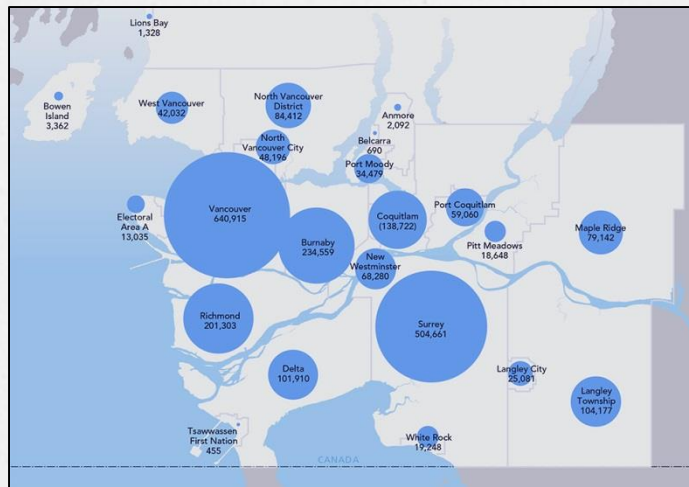 Lions Bay
1,328
Bowen
Island
3,362
West Vancouver
42,032
North Vancouver
District
84,412
Anmore
2,092
Belcarra
690
North
Vancouver City
48,196
Port Moody
34,479
Electoral
Area A
13,035
Vancouver
640,915
Burnaby
234,559
Coquitlam
(138,722)
Port Coquitlam
59,060
Pitt Meadows
18,648
Maple Ridge
79,142
New
Westminster
68,280
Richmond
201,303
Surrey
504,661
Delta
101,910
Langley City
25,081
Langley
Township
104,177
Tsawwassen
First Nation
455
White Rock
19,248
CANADA